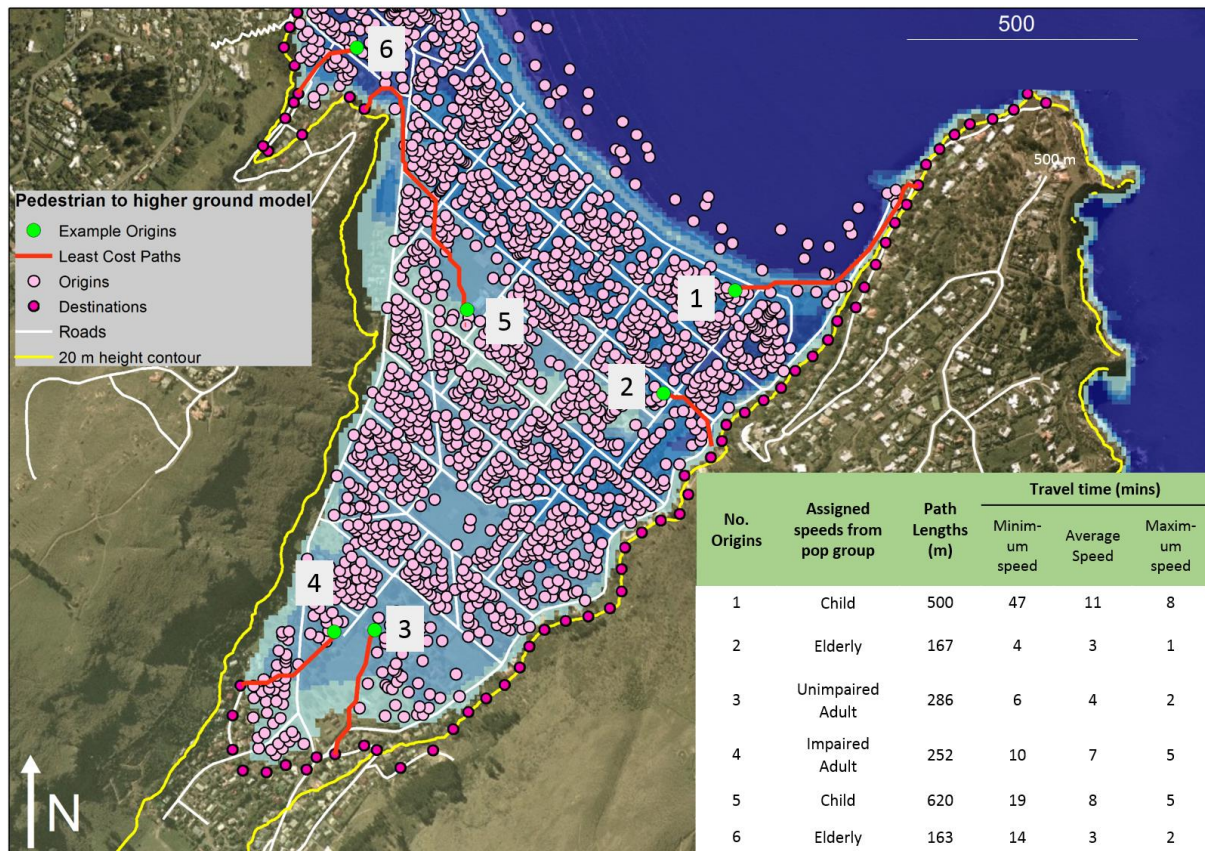 500
6
500 m
Pedestrian to higher ground model
Example Origins
Least Cost Paths
Origins
Destinations
Roads
20 m height contour
1
5
2
4
3
N
No. Origins
Assigned speeds from pop group
Path Lengths (m)
Travel time (mins)
Minim-um speed
Average Speed
Maxim-um speed
1 Child 500 47 11 8
2 Elderly 167 4 3 1
3 Unimpaired Adult 286 6 4 2
4 Impaired Adult 252 10 7 5
5 Child 620 19 8 5
6 Elderly 163 14 3 2